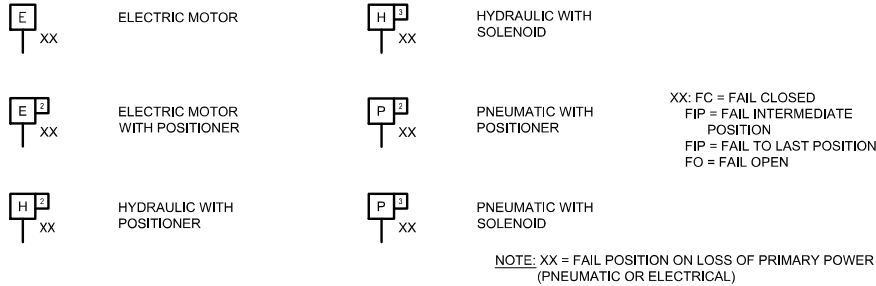 E
XX
ELECTRIC MOTOR
H 3
XX
HYDRAULIC WITH
SOLENOID
E 2
XX
ELECTRIC MOTOR
WITH POSITIONER
P 2
XX
PNEUMATIC WITH
POSITIONER
XX: FC = FAIL CLOSED
FIP = FAIL INTERMEDIATE
POSITION
FIP = FAIL TO LAST POSITION
FO = FAIL OPEN
H 2
XX
HYDRAULIC WITH
POSITIONER
P 3
XX
PNEUMATIC WITH
SOLENOID
NOTE: XX = FAIL POSITION ON LOSS OF PRIMARY POWER
(PNEUMATIC OR ELECTRICAL)